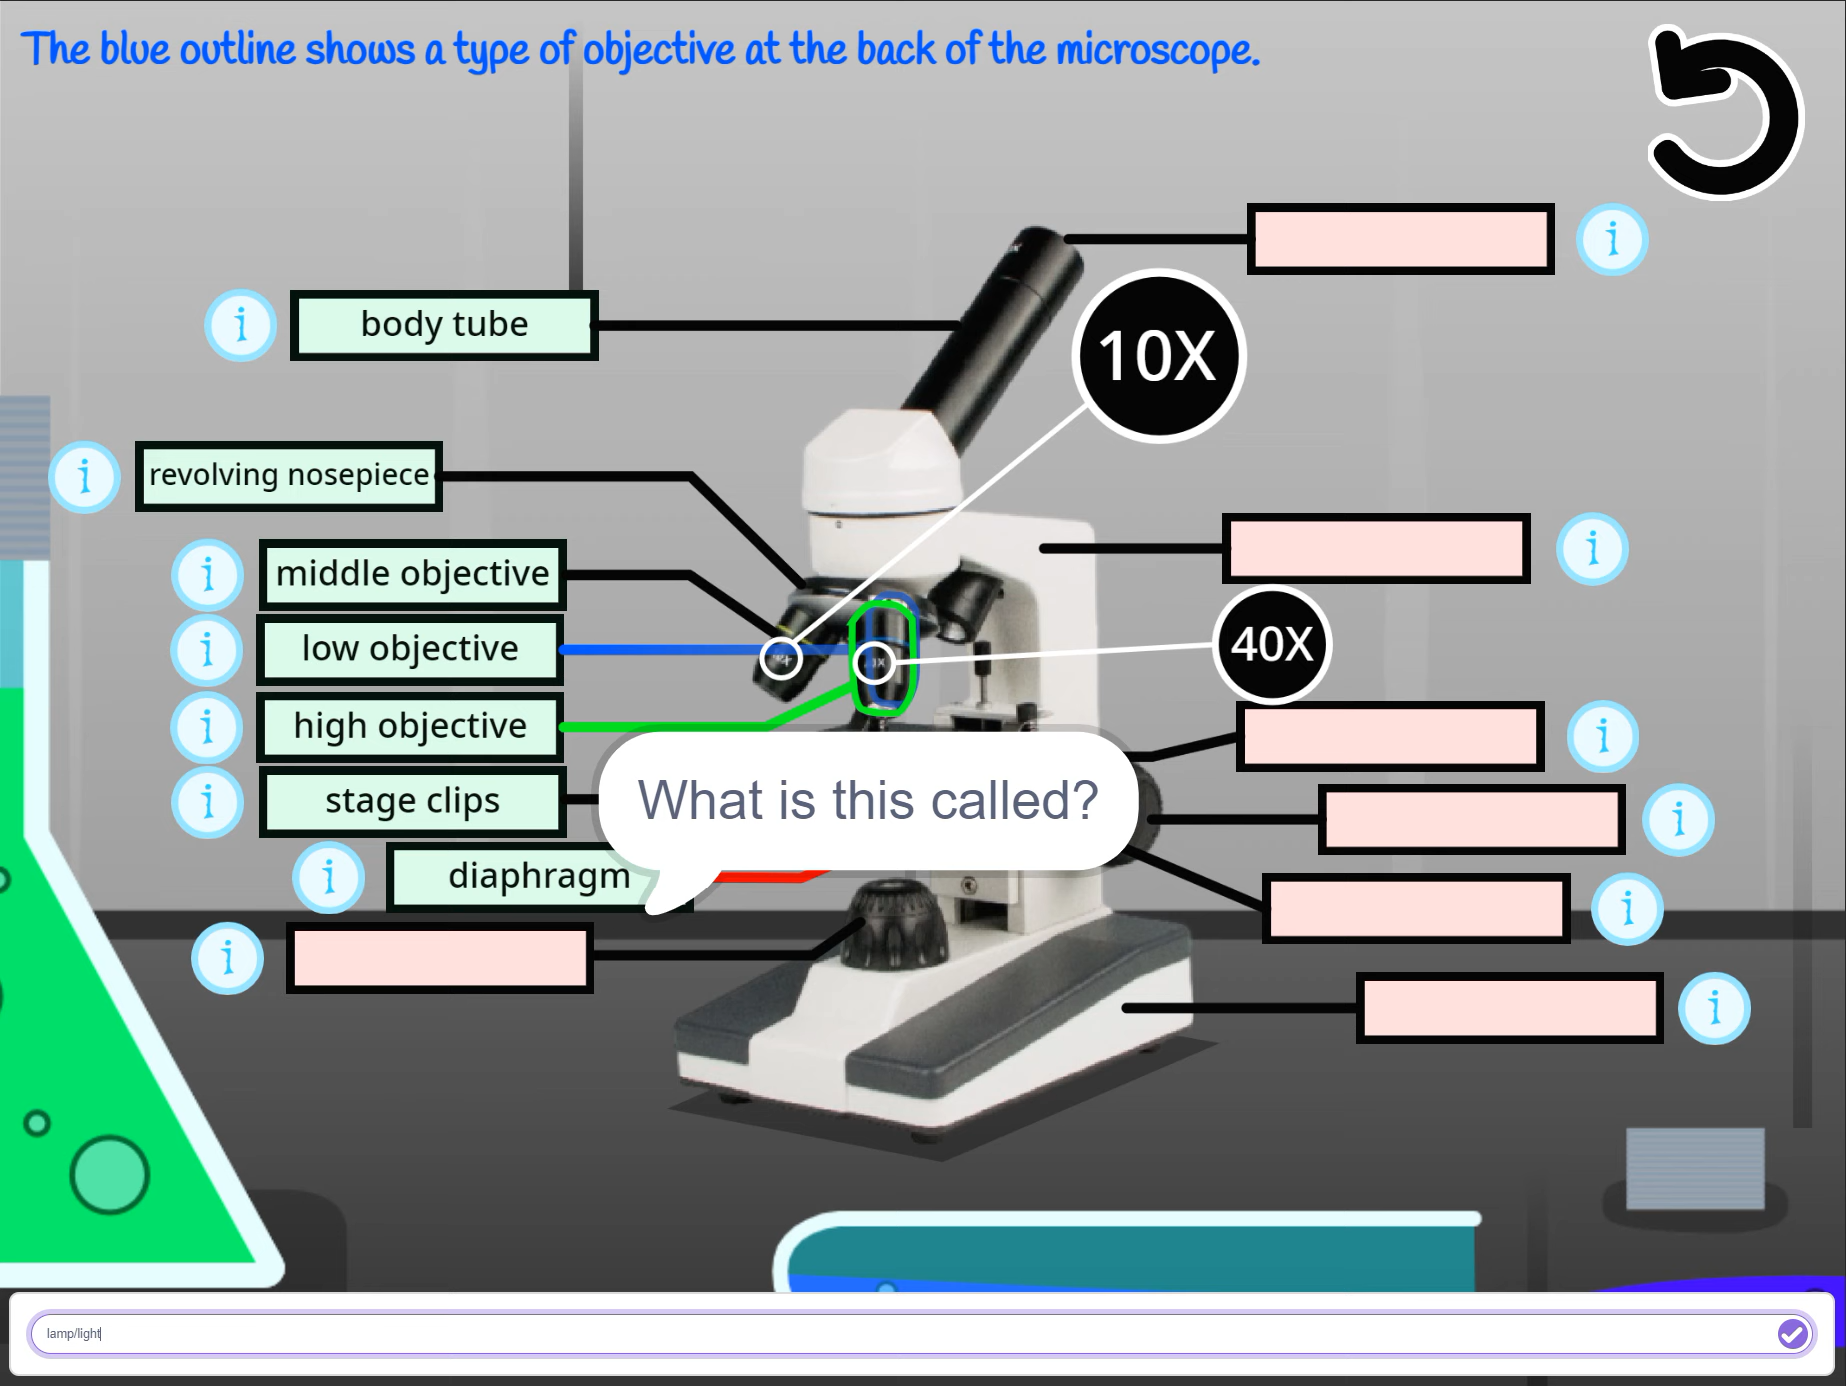 The blue outline shows a type of objective at the back of the microscope.
body tube
10X
revolving nosepiece
middle objective
low objective
40X
high objective
What is this called?
stage clips
diaphragm
lamp/light